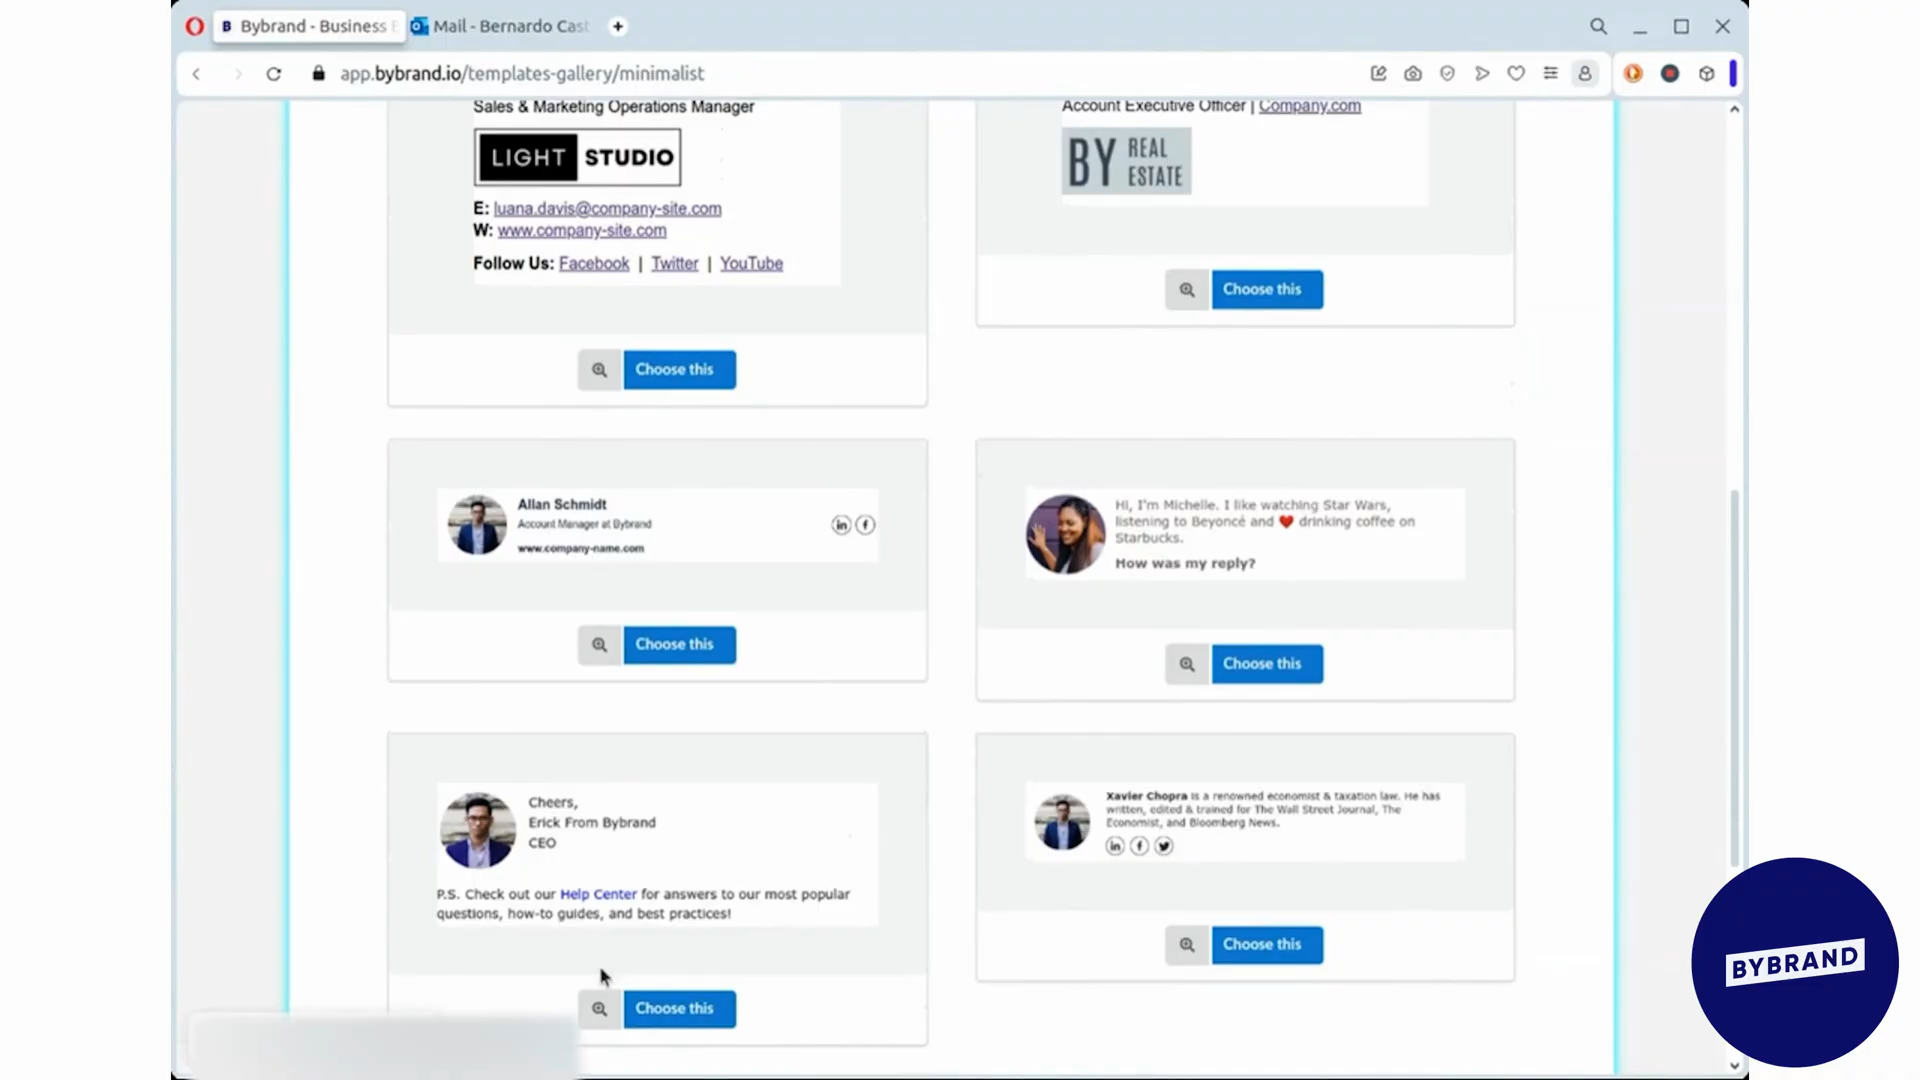 B Bybrand - Business E
Mail - Bernardo Cast
app.bybrand.io/templates-gallery/minimalist
Sales & Marketing Operations Manager
LIGHT STUDIO
E: luana.davis@company-site.com
W: www.company-site.com
Follow Us: Facebook | Twitter | YouTube
Choose this
Account Executive Officer | Company.com
BY REAL
ESTATE
Choose this
Allan Schmidt
Account Manager at Bybrand
www.company-name.com
in f
Choose this
Hi, I'm Michelle. I like watching Star Wars,
listening to Beyoncé and ❤ drinking coffee on
Starbucks.
How was my reply?
Choose this
Cheers,
Erick From Bybrand
CEO
P.S. Check out our Help Center for answers to our most popular
questions, how-to guides, and best practices!
Choose this
Xavier Chopra is a renowned economist & taxation law. He has
written, edited & trained for The Wall Street Journal, The
Economist, and Bloomberg News.
in f
Choose this
BYBRAND